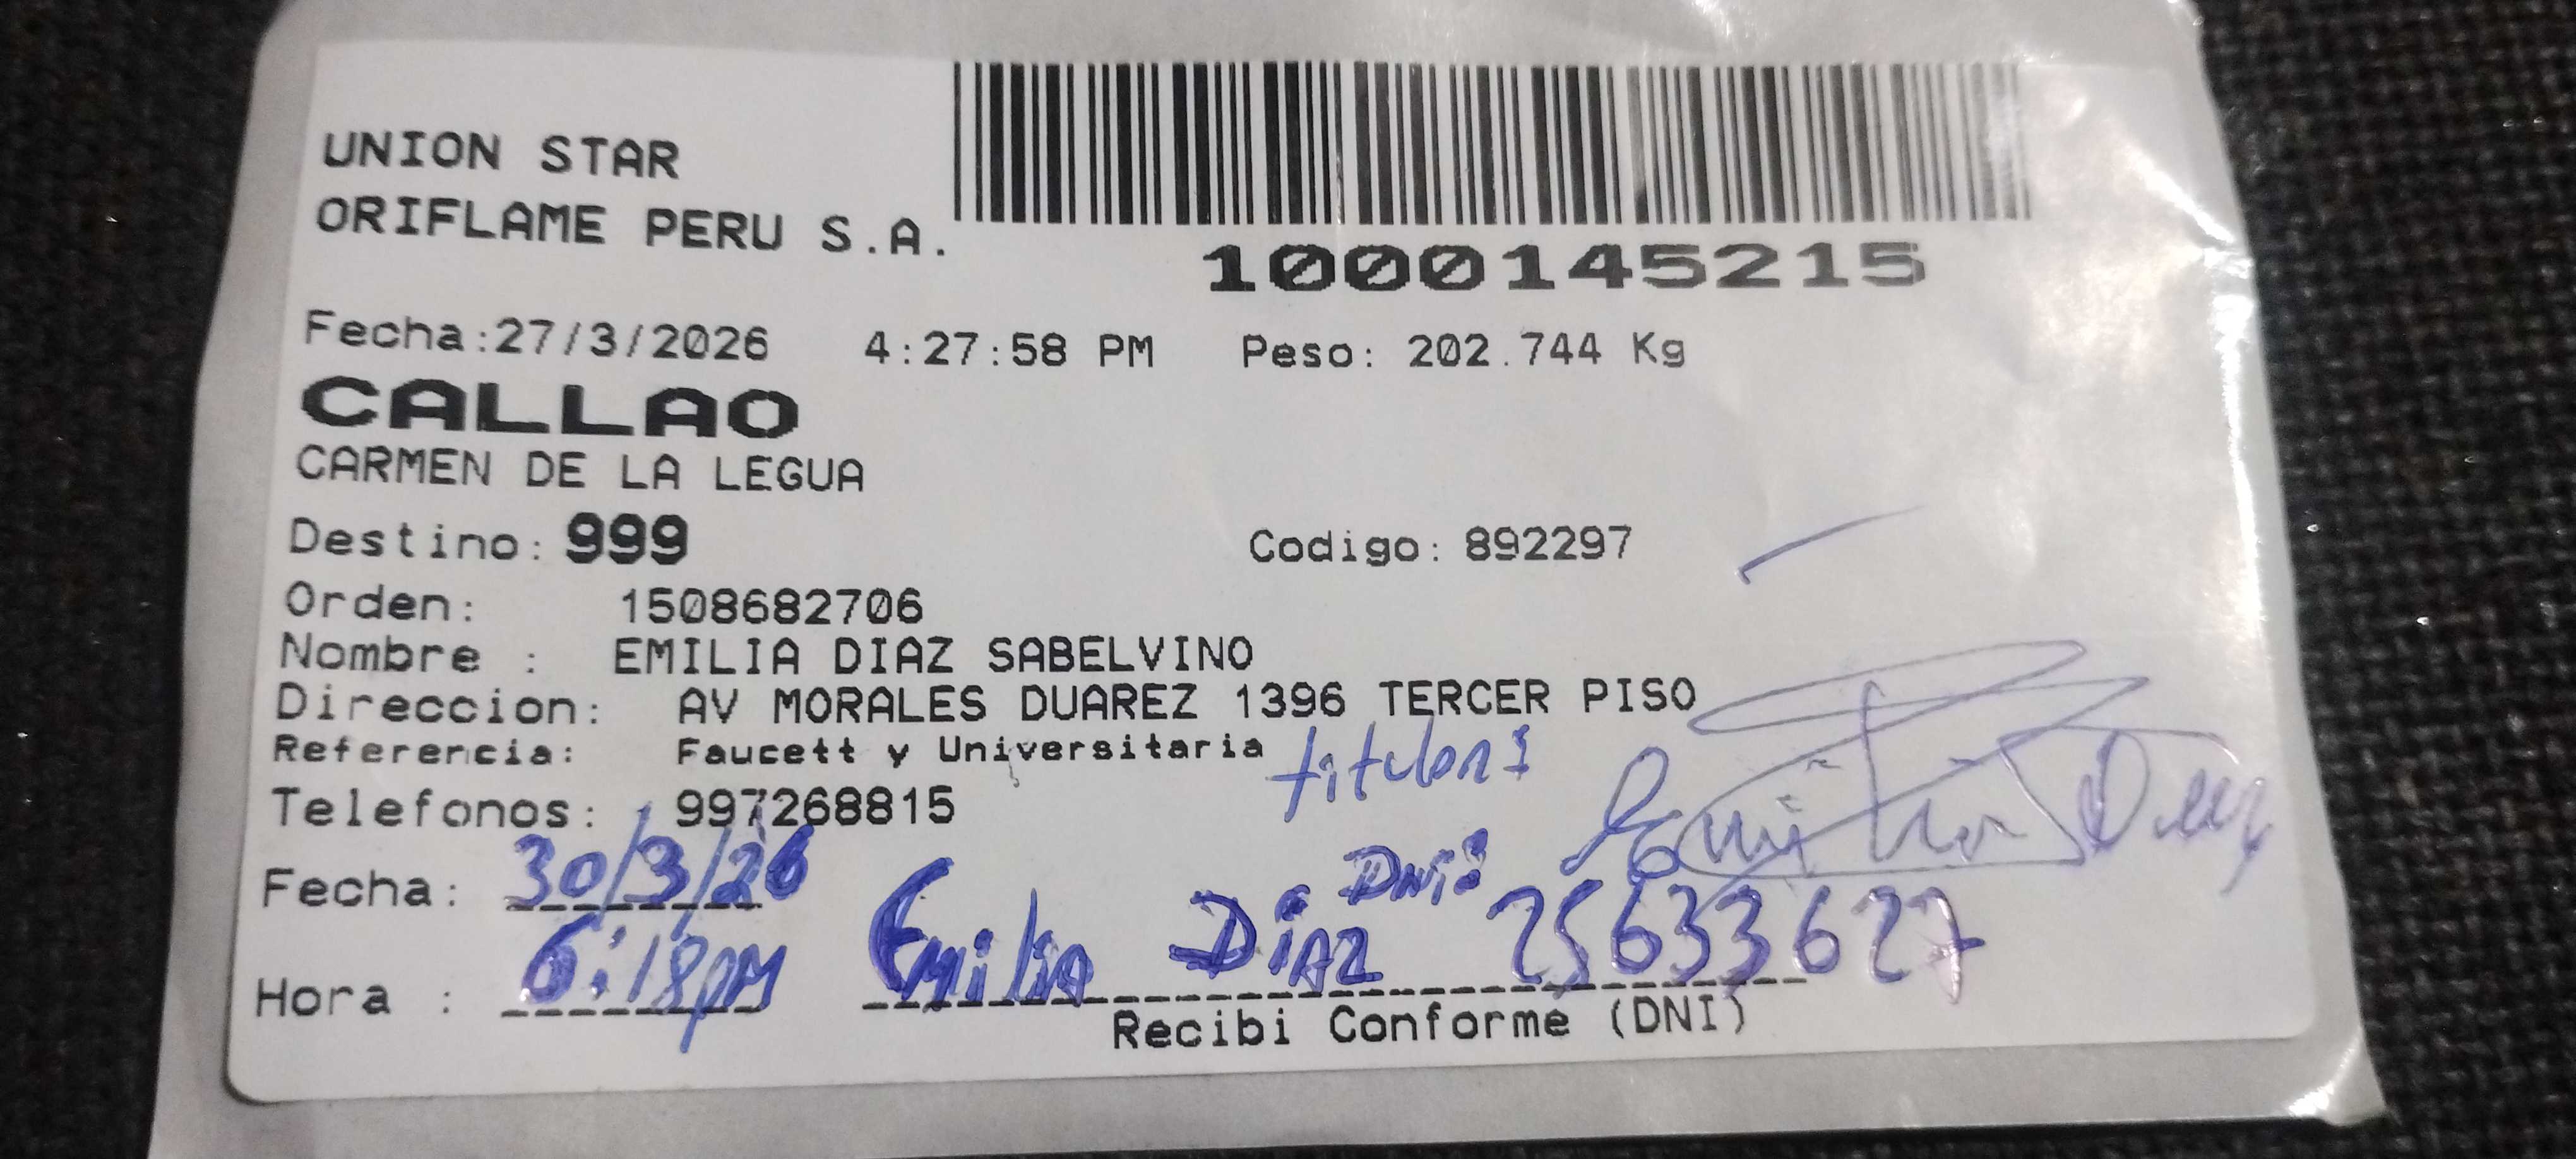 UNION STAR
ORIFLAME PERU S.A.
1000145215
Fecha:27/3/2026 4:27:58 PM Peso: 202.744 Kg
CALLAO
CARMEN DE LA LEGUA
Destino: 999 Codigo: 892297
Orden: 1508682706
Nombre : EMILIA DIAZ SABELVINO
Direccion: AV MORALES DUAREZ 1396 TERCER PISO
Referencia: Faucett y Universitaria
Telefonos: 997268815
Fecha: 30/3/26
Hora : 6:18pM Emilia DiAZ Dni: 25633627
Recibi Conforme (DNI)